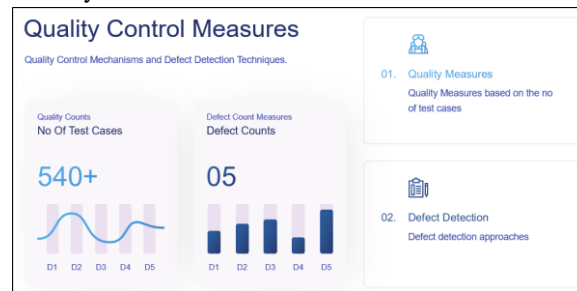 Quality Control Measures
Quality Control Mechanisms and Defect Detection Techniques.
Quality Counts
No Of Test Cases
540+
D1 D2 D3 D4 D5
Defect Count Measures
Defect Counts
05
D1 D2 D3 D4 D5
01. Quality Measures
Quality Measures based on the no
of test cases
02. Defect Detection
Defect detection approaches